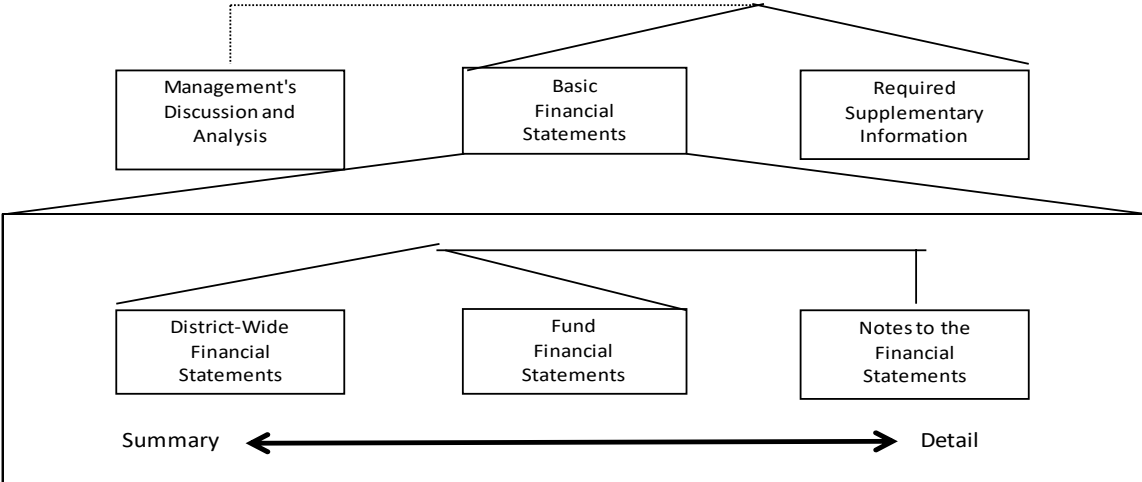 Management's
Discussion and
Analysis
Basic
Financial
Statements
Required
Supplementary
Information
District-Wide
Financial
Statements
Fund
Financial
Statements
Notes to the
Financial
Statements
Summary
Detail